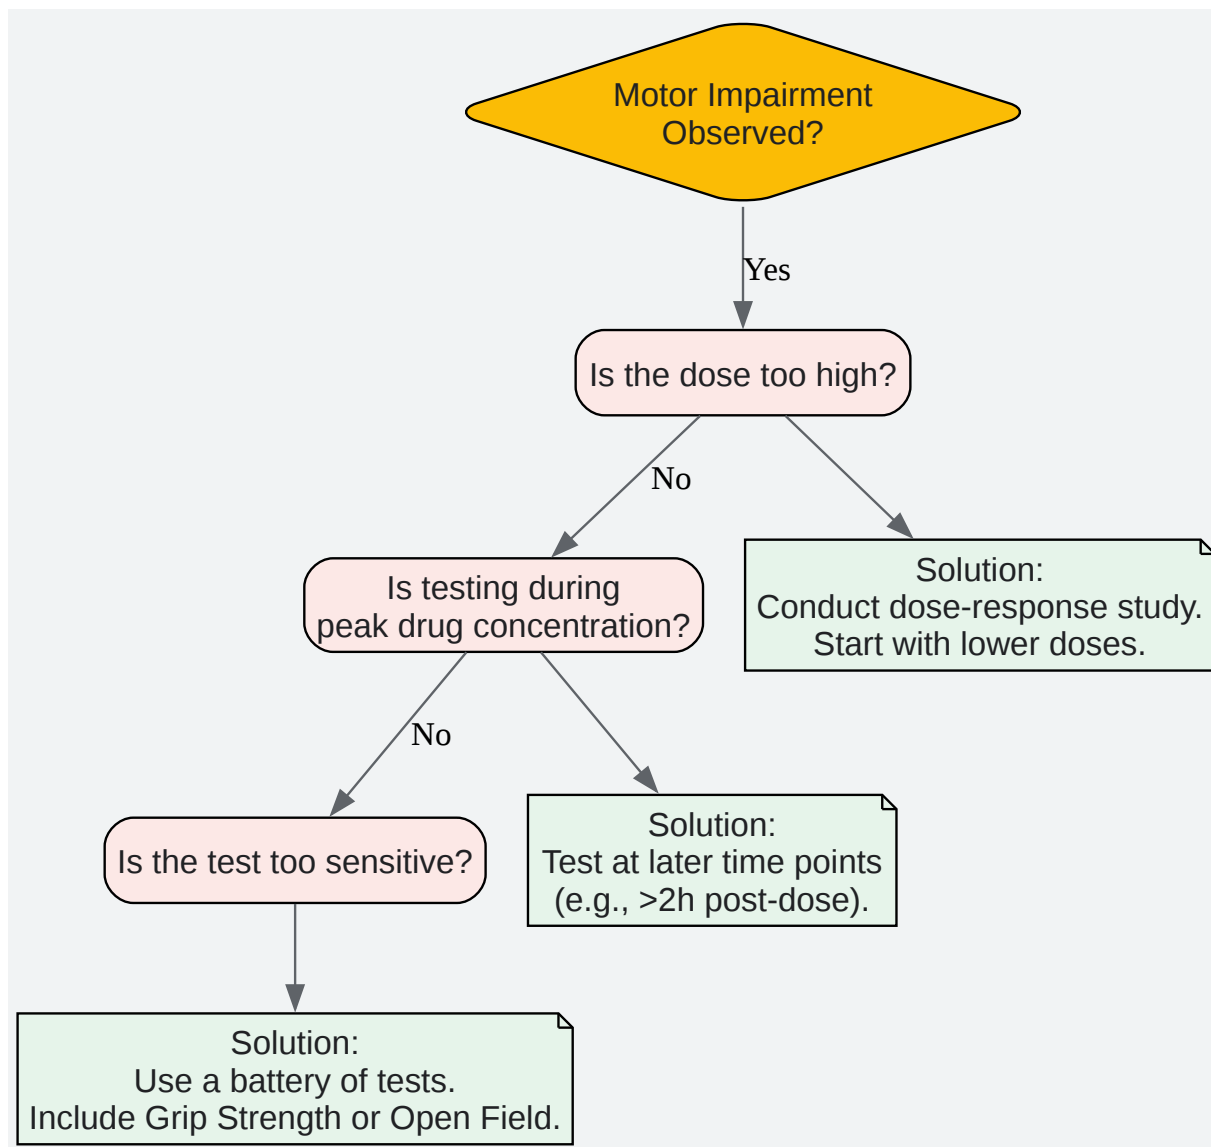 Motor Impairment
Observed?
Yes
Is the dose too high?
No
Solution:
Conduct dose-response study.
Start with lower doses.
Is testing during
peak drug concentration?
No
Solution:
Test at later time points
(e.g., >2h post-dose).
Is the test too sensitive?
Solution:
Use a battery of tests.
Include Grip Strength or Open Field.